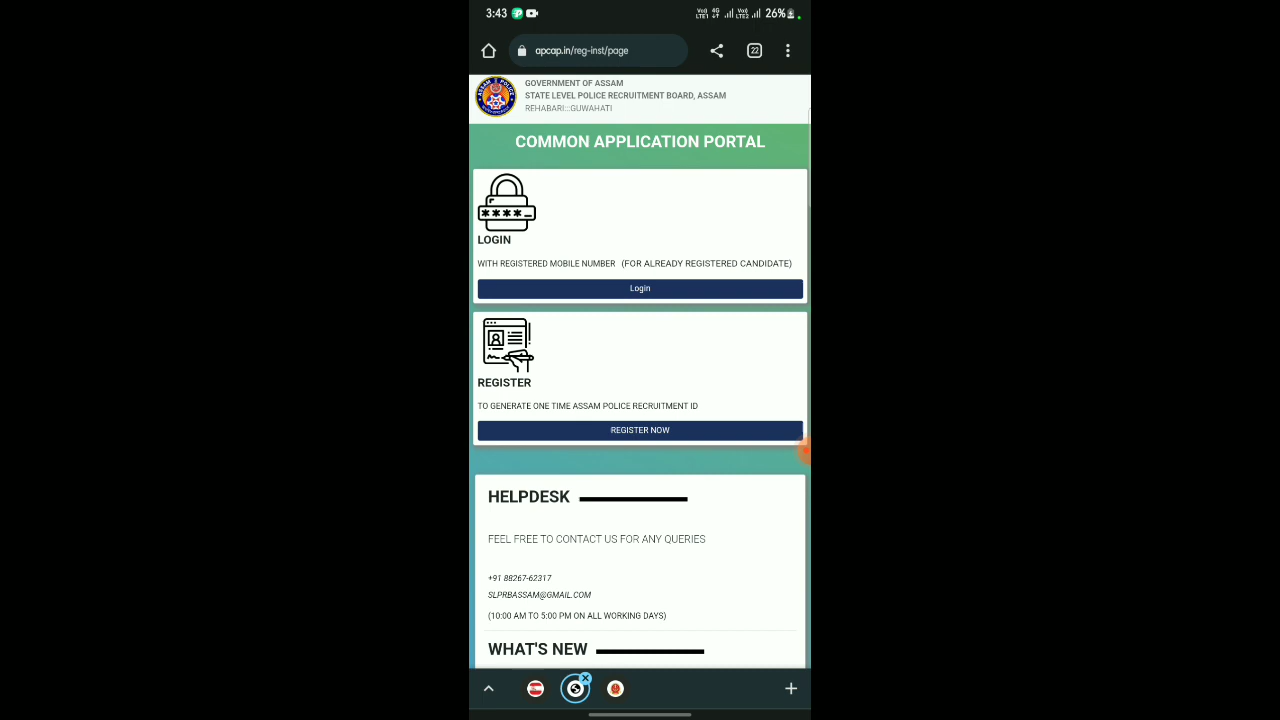 3:43
26%
apcap.in/reg-inst/page
22
GOVERNMENT OF ASSAM
STATE LEVEL POLICE RECRUITMENT BOARD, ASSAM
REHABARI:::GUWAHATI
COMMON APPLICATION PORTAL
****_
LOGIN
WITH REGISTERED MOBILE NUMBER (FOR ALREADY REGISTERED CANDIDATE)
Login
REGISTER
TO GENERATE ONE TIME ASSAM POLICE RECRUITMENT ID
REGISTER NOW
HELPDESK
FEEL FREE TO CONTACT US FOR ANY QUERIES
+91 88267-62317
SLPRBASSAM@GMAIL.COM
(10:00 AM TO 5:00 PM ON ALL WORKING DAYS)
WHAT'S NEW